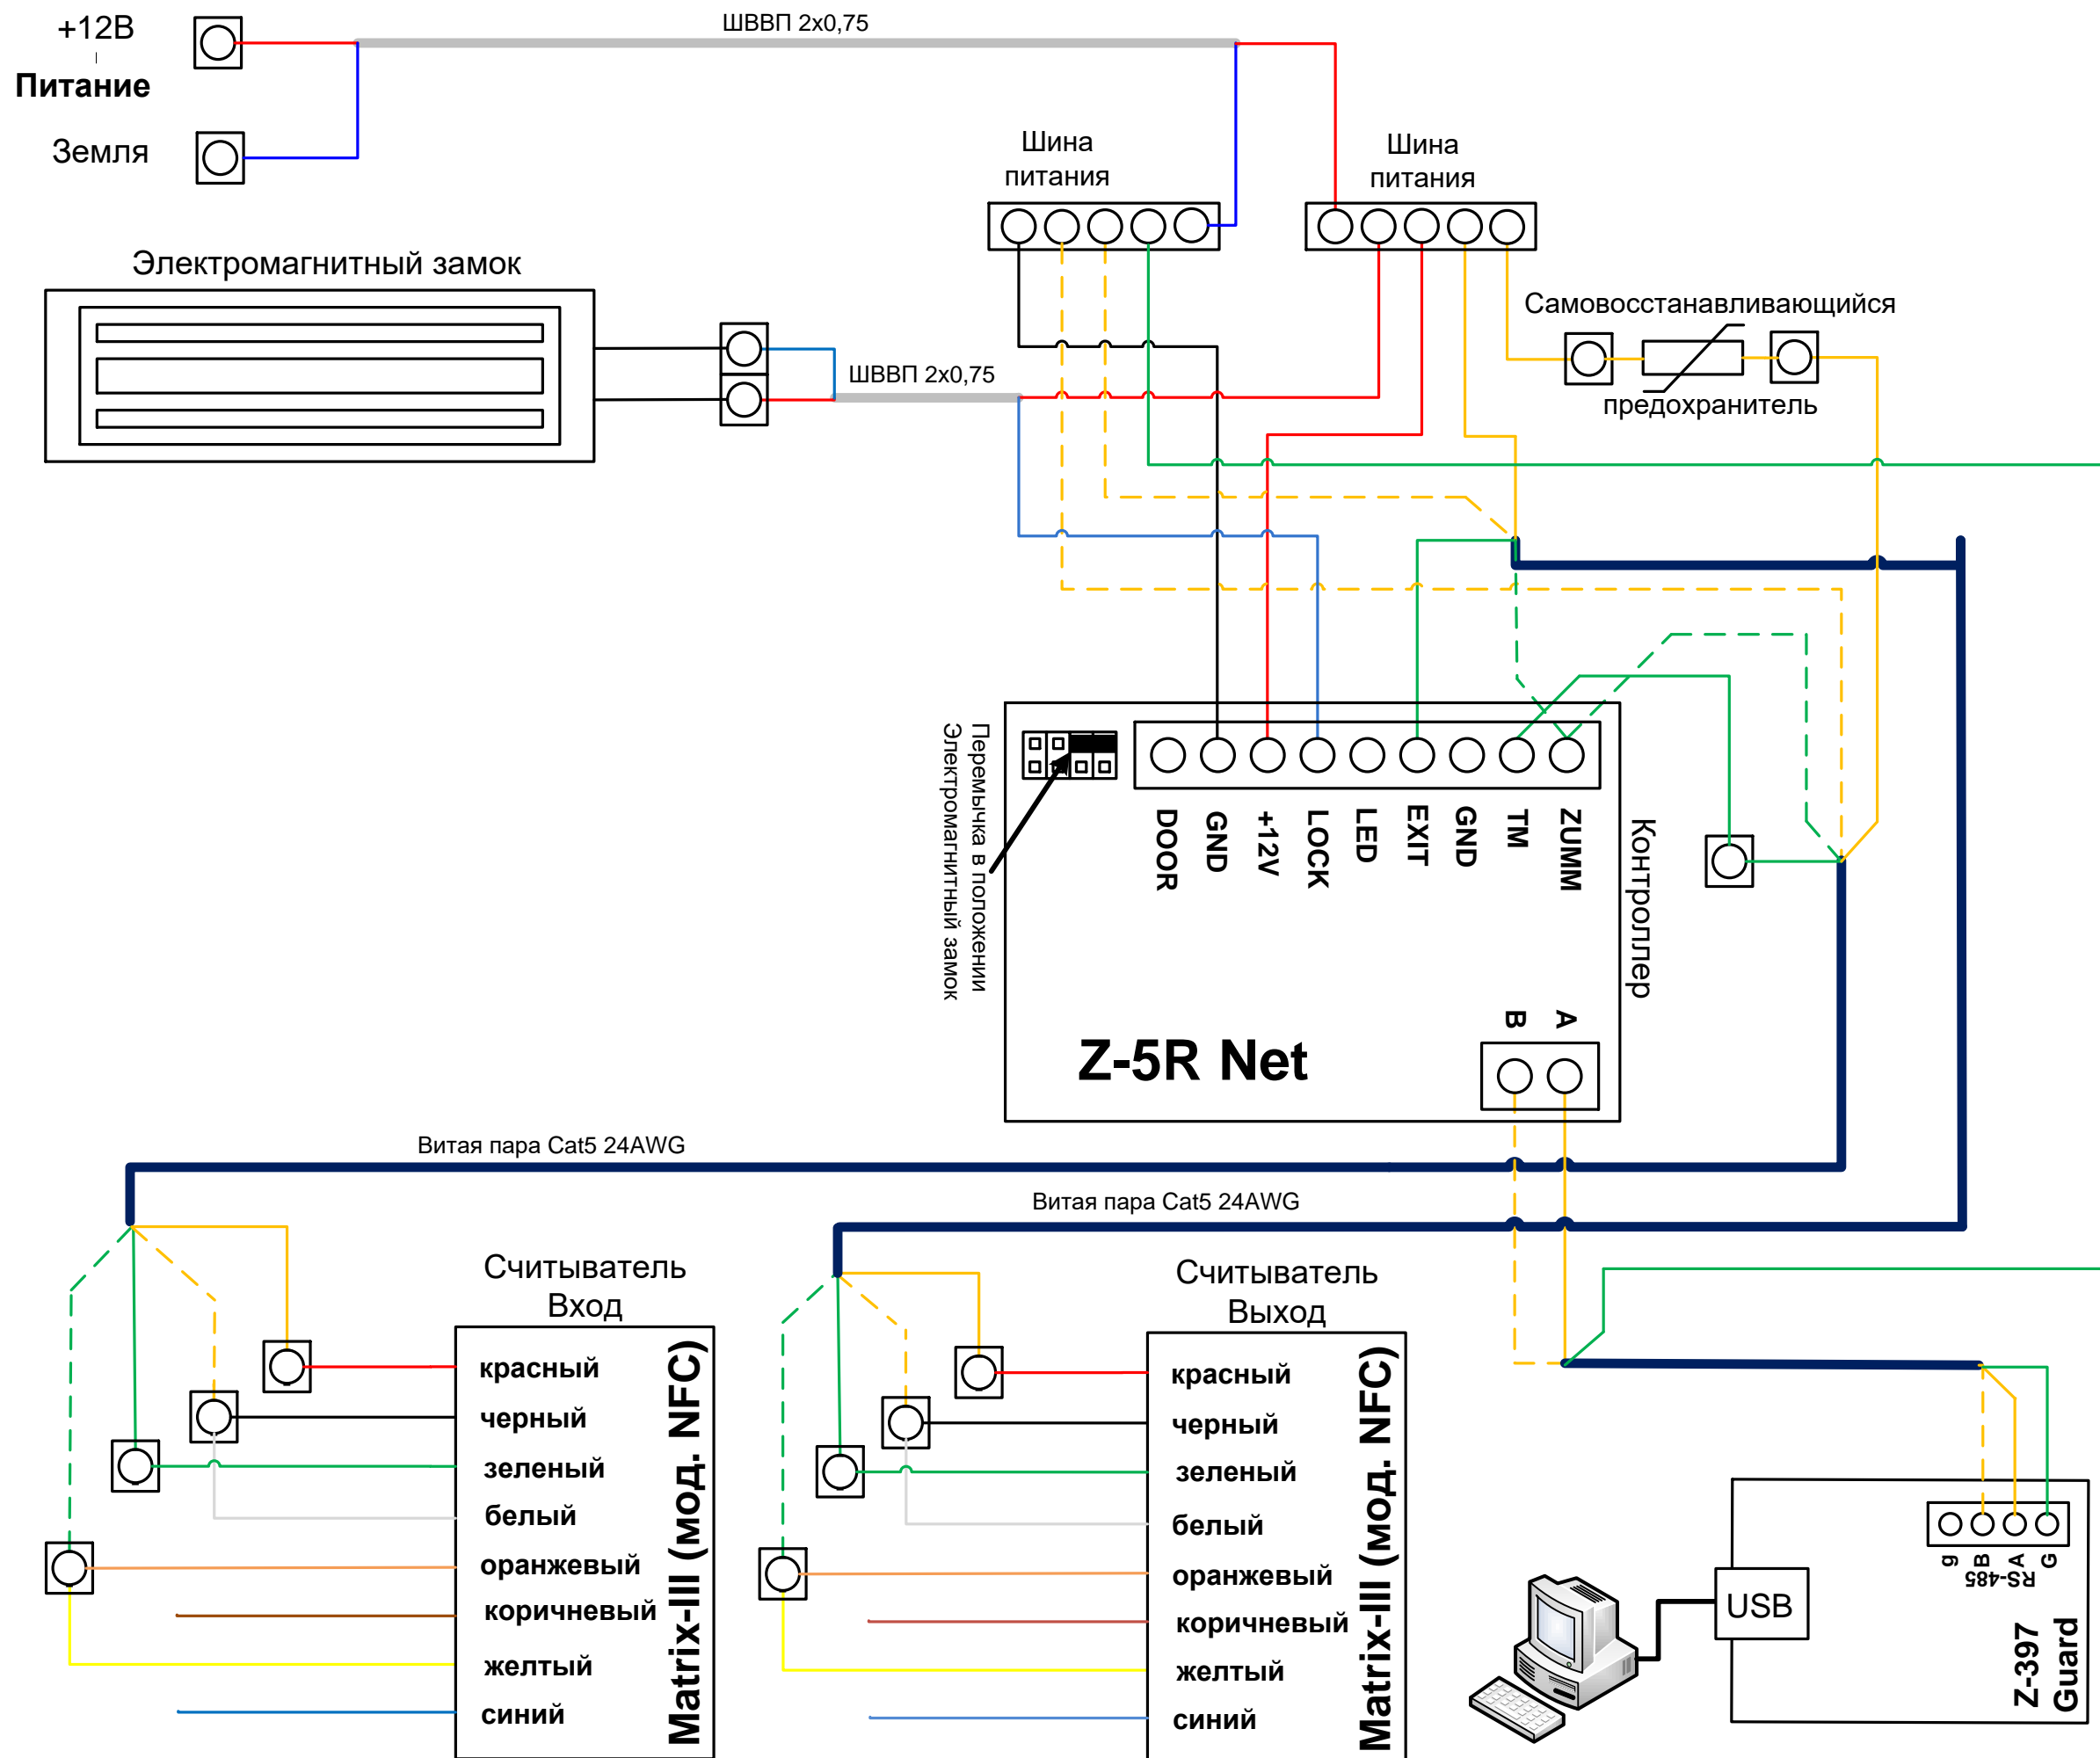 +12В
Питание
Земля
ШВВП 2х0,75
Шина
питания
Шина
питания
Электромагнитный замок
ШВВП 2х0,75
Самовосстанавливающийся
предохранитель
Перемычка в положении
Электромагнитный замок
DOOR
GND
+12V
LOCK
LED
EXIT
GND
TM
ZUMM
Контроллер
B
A
Z-5R Net
Витая пара Cat5 24AWG
Витая пара Cat5 24AWG
Считыватель
Вход
красный
черный
зеленый
белый
оранжевый
коричневый
желтый
синий
Matrix-III (мод. NFC)
Считыватель
Выход
красный
черный
зеленый
белый
оранжевый
коричневый
желтый
синий
Matrix-III (мод. NFC)
g
B
A
G
RS-485
USB
Z-397
Guard